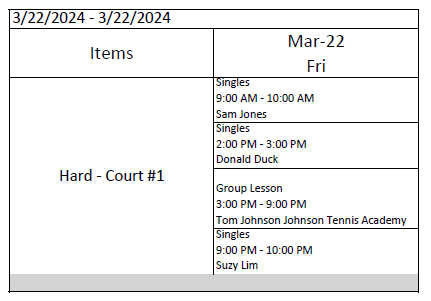 3/22/2024 - 3/22/2024
Items
Mar-22
Fri
Hard - Court #1
Singles
9:00 AM - 10:00 AM
Sam Jones
Singles
2:00 PM - 3:00 PM
Donald Duck
Group Lesson
3:00 PM - 9:00 PM
Tom Johnson Johnson Tennis Academy
Singles
9:00 PM - 10:00 PM
Suzy Lim